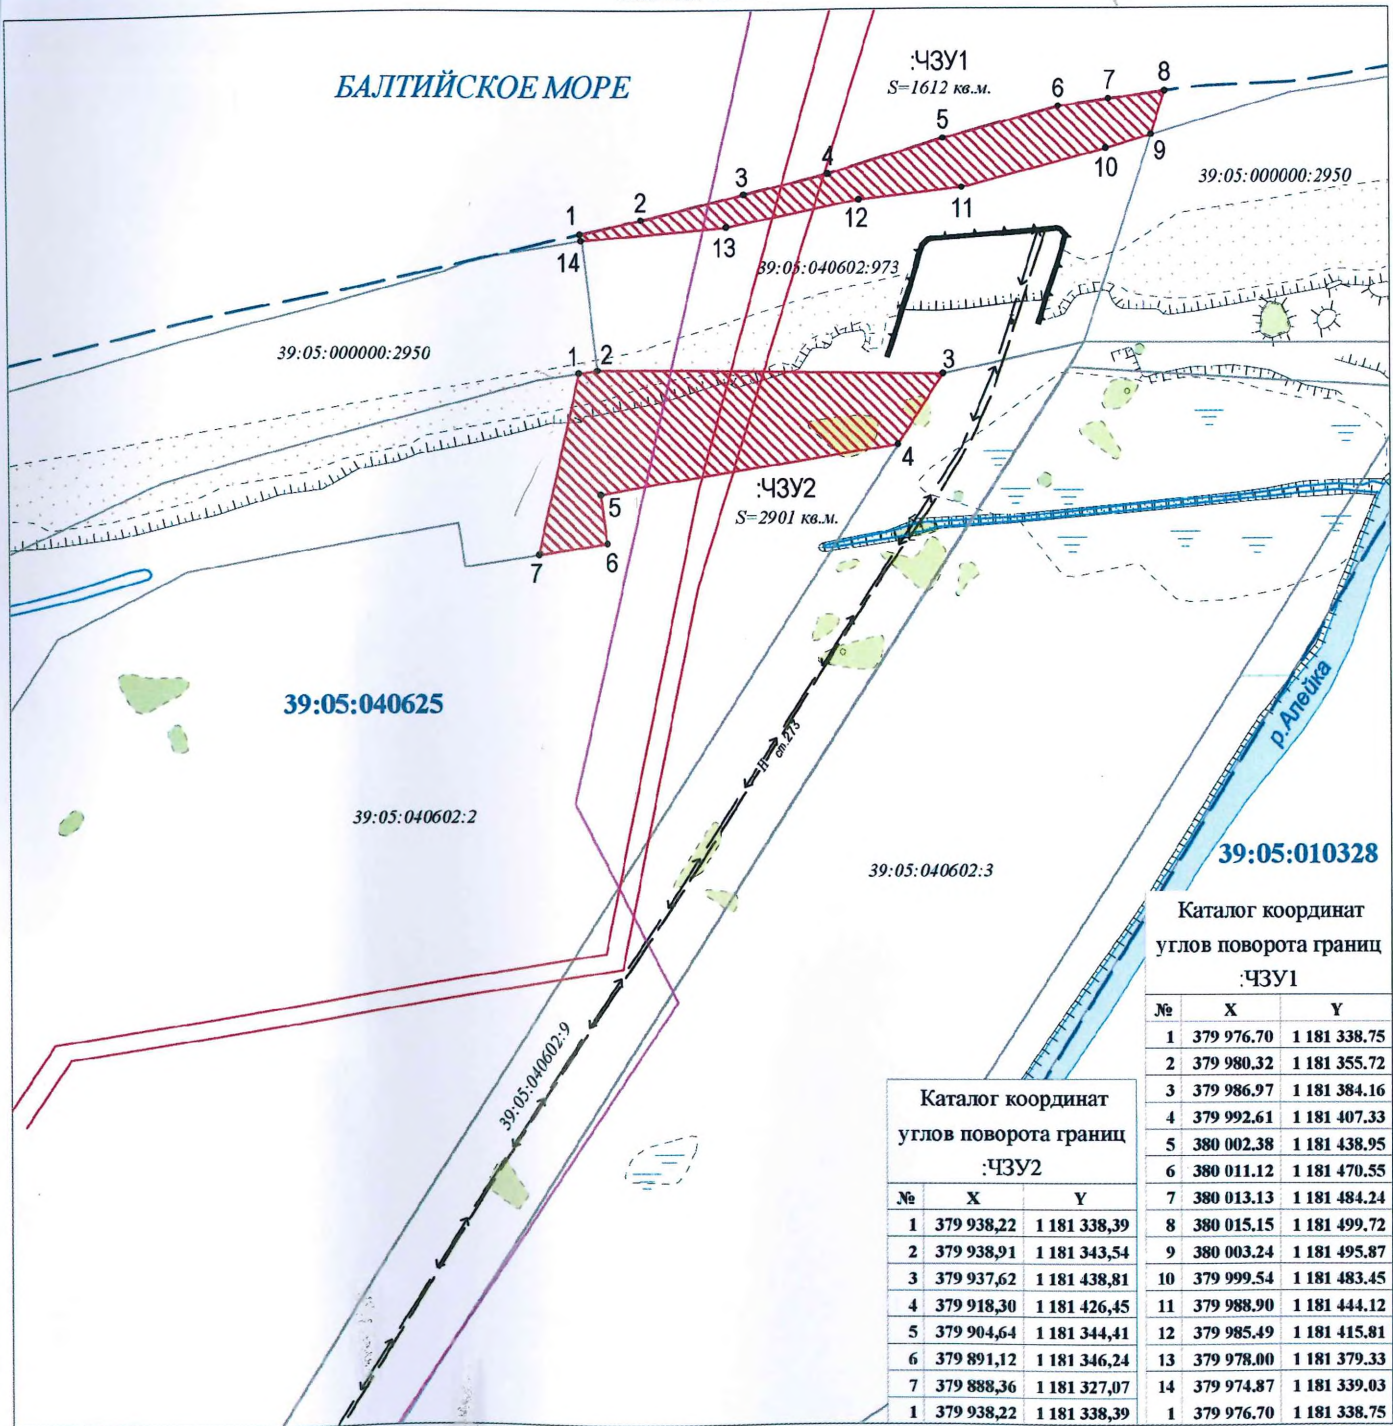 БАЛТИЙСКОЕ МОРЕ
:ЧЗУ1
S=1612 кв.м.
1
2
3
4
5
6
7
8
9
10
11
12
13
14
39:05:000000:2950
39:05:040602:973
39:05:000000:2950
1
2
3
4
5
6
7
:ЧЗУ2
S=2901 кв.м.
39:05:040625
39:05:040602:2
Н
ст.273
р.Алейка
39:05:010328
39:05:040602:3
39:05:040602:9
Каталог координат
углов поворота границ
:ЧЗУ2
№ X Y
1 379 938,22 1 181 338,39
2 379 938,91 1 181 343,54
3 379 937,62 1 181 438,81
4 379 918,30 1 181 426,45
5 379 904,64 1 181 344,41
6 379 891,12 1 181 346,24
7 379 888,36 1 181 327,07
1 379 938,22 1 181 338,39
Каталог координат
углов поворота границ
:ЧЗУ1
№ X Y
1 379 976.70 1 181 338.75
2 379 980.32 1 181 355.72
3 379 986.97 1 181 384.16
4 379 992.61 1 181 407.33
5 380 002.38 1 181 438.95
6 380 011.12 1 181 470.55
7 380 013.13 1 181 484.24
8 380 015.15 1 181 499.72
9 380 003.24 1 181 495.87
10 379 999.54 1 181 483.45
11 379 988.90 1 181 444.12
12 379 985.49 1 181 415.81
13 379 978.00 1 181 379.33
14 379 974.87 1 181 339.03
1 379 976.70 1 181 338.75